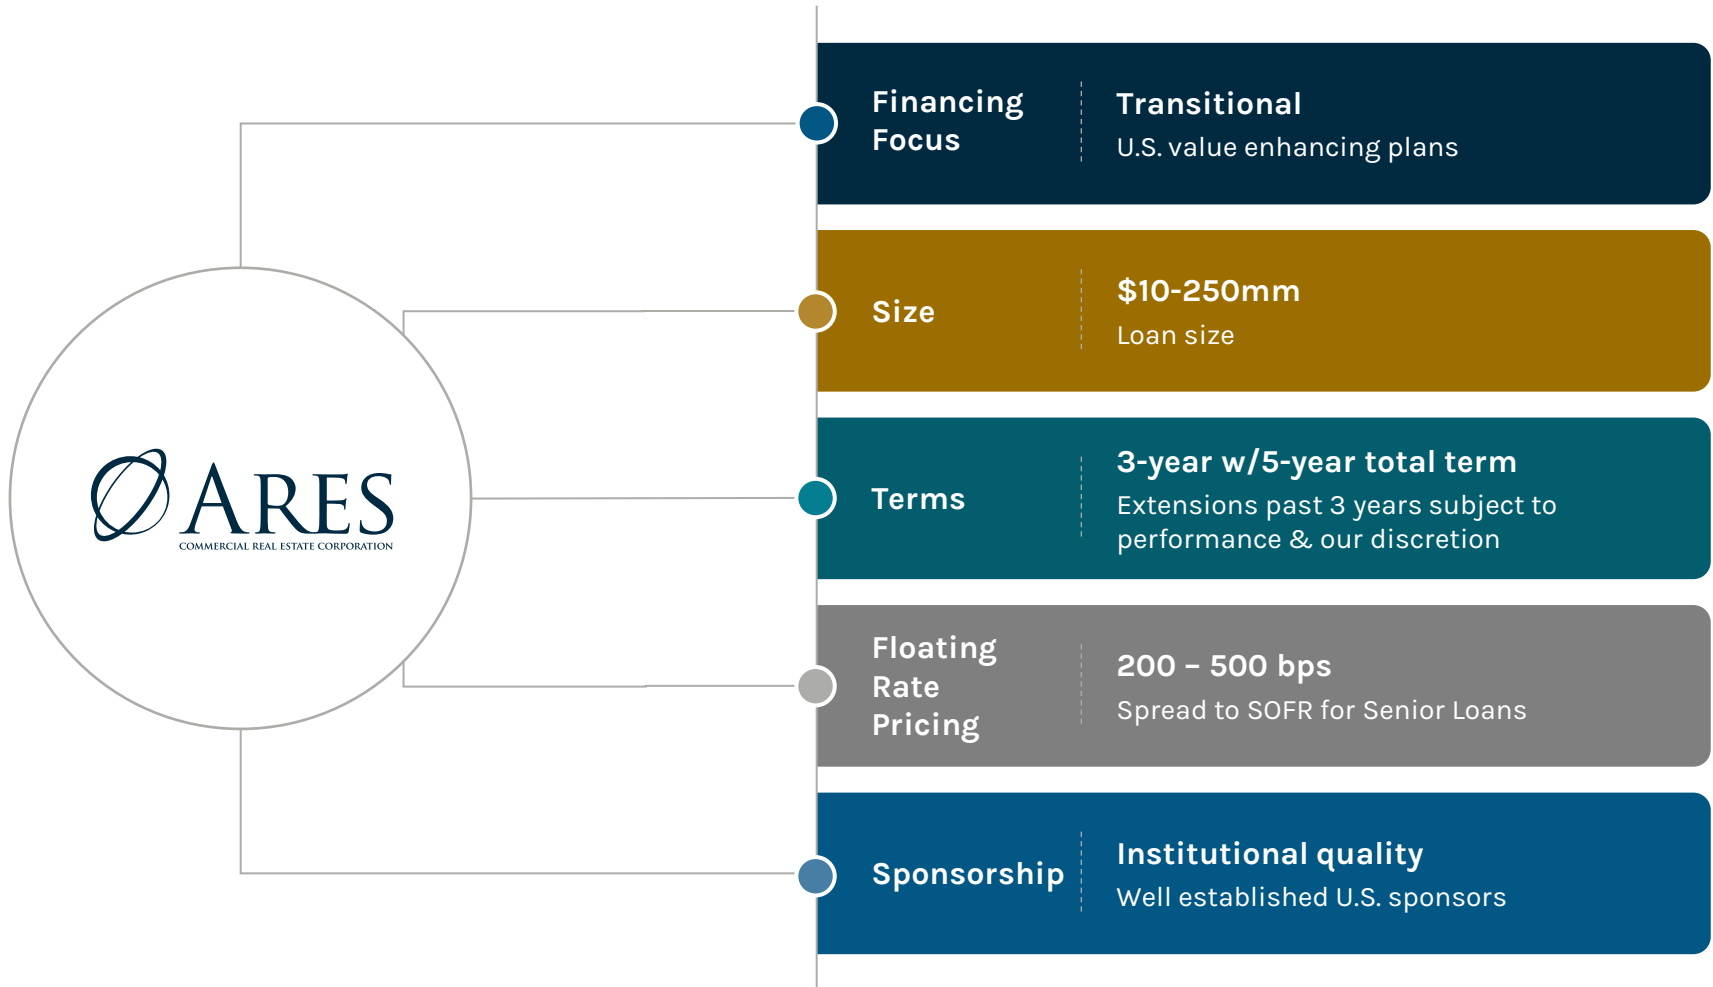 ARES
COMMERCIAL REAL ESTATE CORPORATION
Financing
Focus
Transitional
U.S. value enhancing plans
Size
$10-250mm
Loan size
Terms
3-year w/5-year total term
Extensions past 3 years subject to
performance & our discretion
Floating
Rate
Pricing
200 – 500 bps
Spread to SOFR for Senior Loans
Sponsorship
Institutional quality
Well established U.S. sponsors